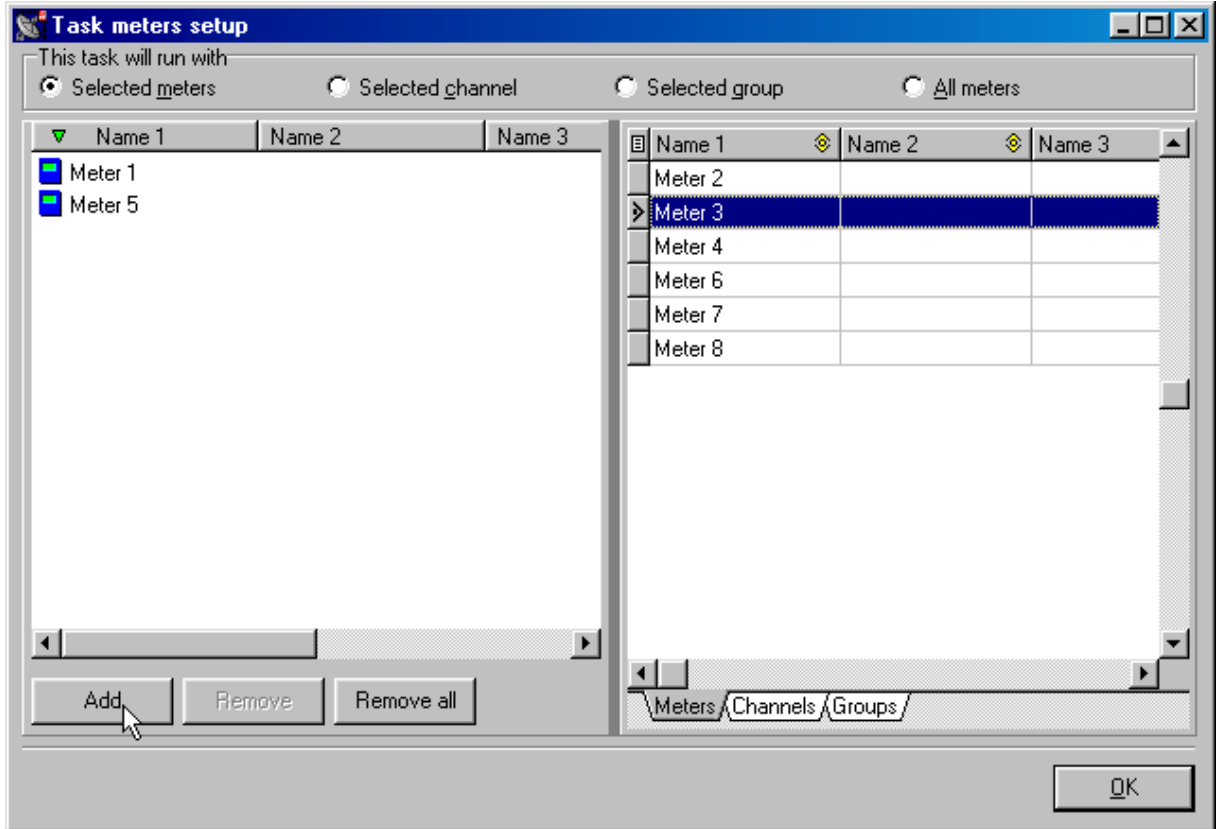 Task meters setup
This task will run with
Selected meters Selected channel Selected group All meters
Name 1 Name 2 Name 3
Meter 1
Meter 5
Add Remove Remove all
Name 1 Name 2 Name 3
Meter 2
Meter 3
Meter 4
Meter 6
Meter 7
Meter 8
Meters Channels Groups
OK